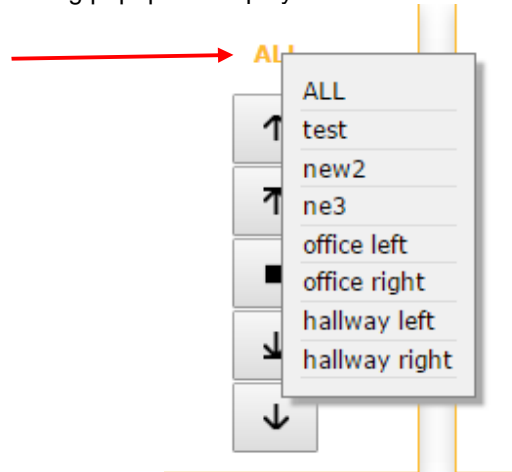 ALL
ALL
test
new2
ne3
office left
office right
hallway left
hallway right